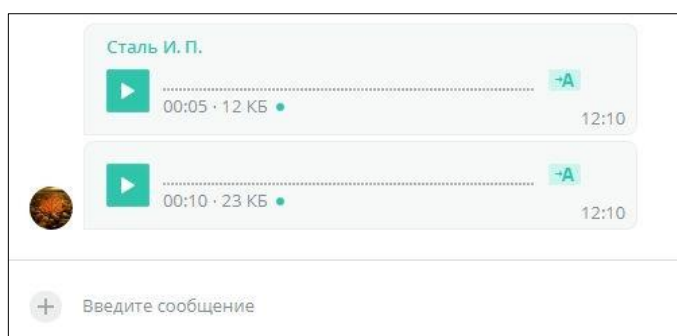 Сталь И. П.
→A
00:05 · 12 КБ
12:10
→A
00:10 · 23 КБ
12:10
Введите сообщение